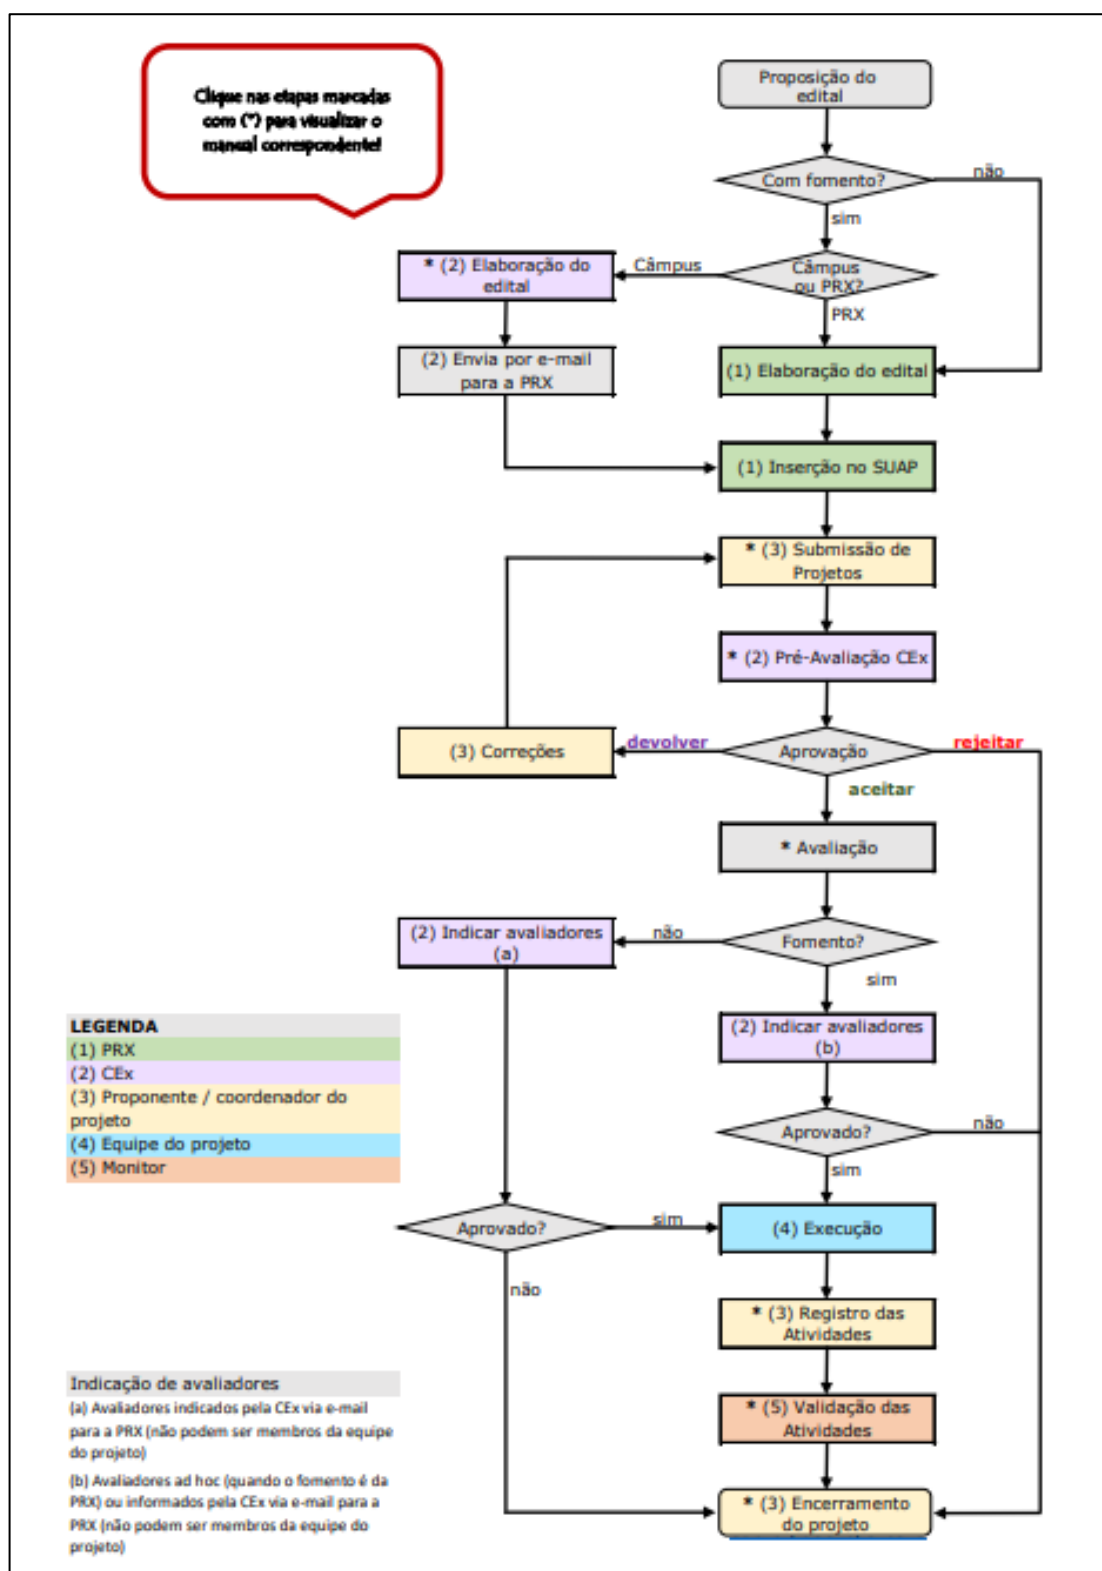 Clique nas etapas marcadas
com (*) para visualizar o
manual correspondente!
Proposição do
edital
Com fomento?
não
sim
Câmpus
ou PRX?
Câmpus
PRX
* (2) Elaboração do
edital
(2) Envia por e-mail
para a PRX
(1) Elaboração do edital
(1) Inserção no SUAP
* (3) Submissão de
Projetos
* (2) Pré-Avaliação CEx
Aprovação
devolver
rejeitar
aceitar
(3) Correções
* Avaliação
Fomento?
não
sim
(2) Indicar avaliadores
(a)
(2) Indicar avaliadores
(b)
Aprovado?
não
sim
LEGENDA
(1) PRX
(2) CEx
(3) Proponente / coordenador do
projeto
(4) Equipe do projeto
(5) Monitor
Aprovado?
sim
não
(4) Execução
* (3) Registro das
Atividades
* (5) Validação das
Atividades
* (3) Encerramento
do projeto
Indicação de avaliadores
(a) Avaliadores indicados pela CEx via e-mail
para a PRX (não podem ser membros da equipe
do projeto)
(b) Avaliadores ad hoc (quando o fomento é da
PRX) ou informados pela CEx via e-mail para a
PRX (não podem ser membros da equipe do
projeto)